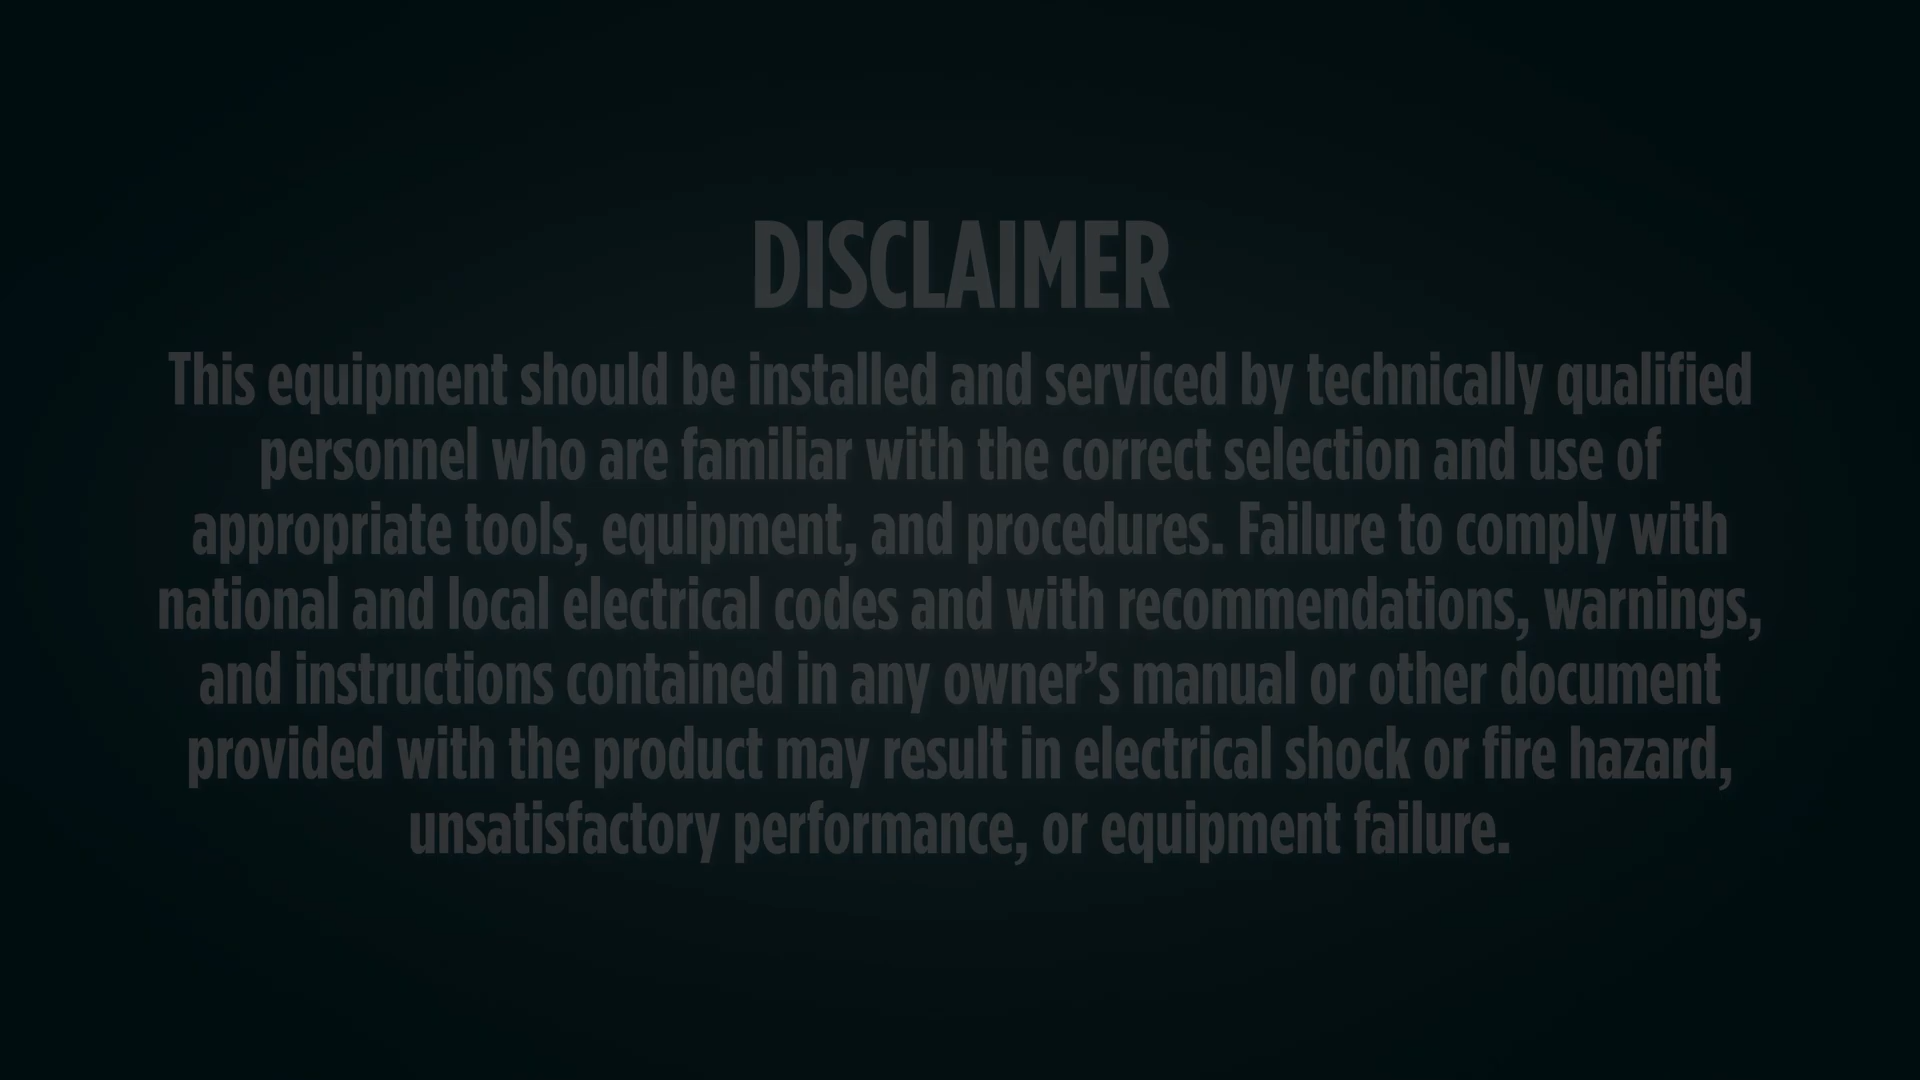 DISCLAIMER
This equipment should be installed and serviced by technically qualified
personnel who are familiar with the correct selection and use of
appropriate tools, equipment, and procedures. Failure to comply with
national and local electrical codes and with recommendations, warnings,
and instructions contained in any owner’s manual or other document
provided with the product may result in electrical shock or fire hazard,
unsatisfactory performance, or equipment failure.